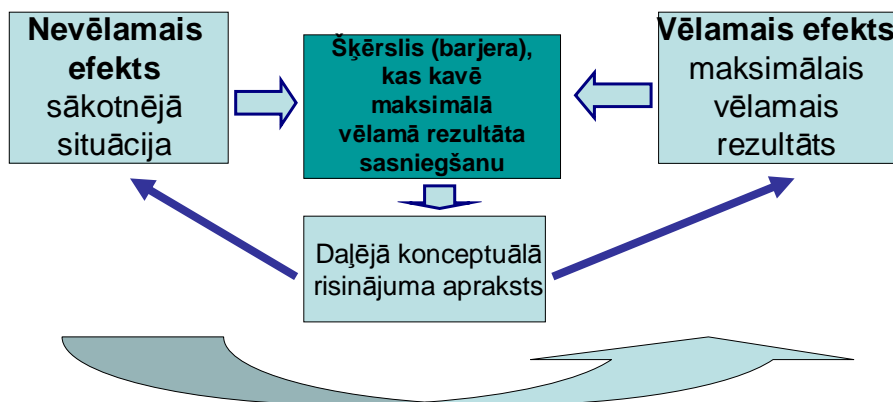 Nevēlamais
efekts
sākotnējā
situācija
Šķērslis (barjera),
kas kavē
maksimālā
vēlamā rezultāta
sasniegšanu
Vēlamais efekts
maksimālais
vēlamais
rezultāts
Daļējā konceptuālā
risinājuma apraksts